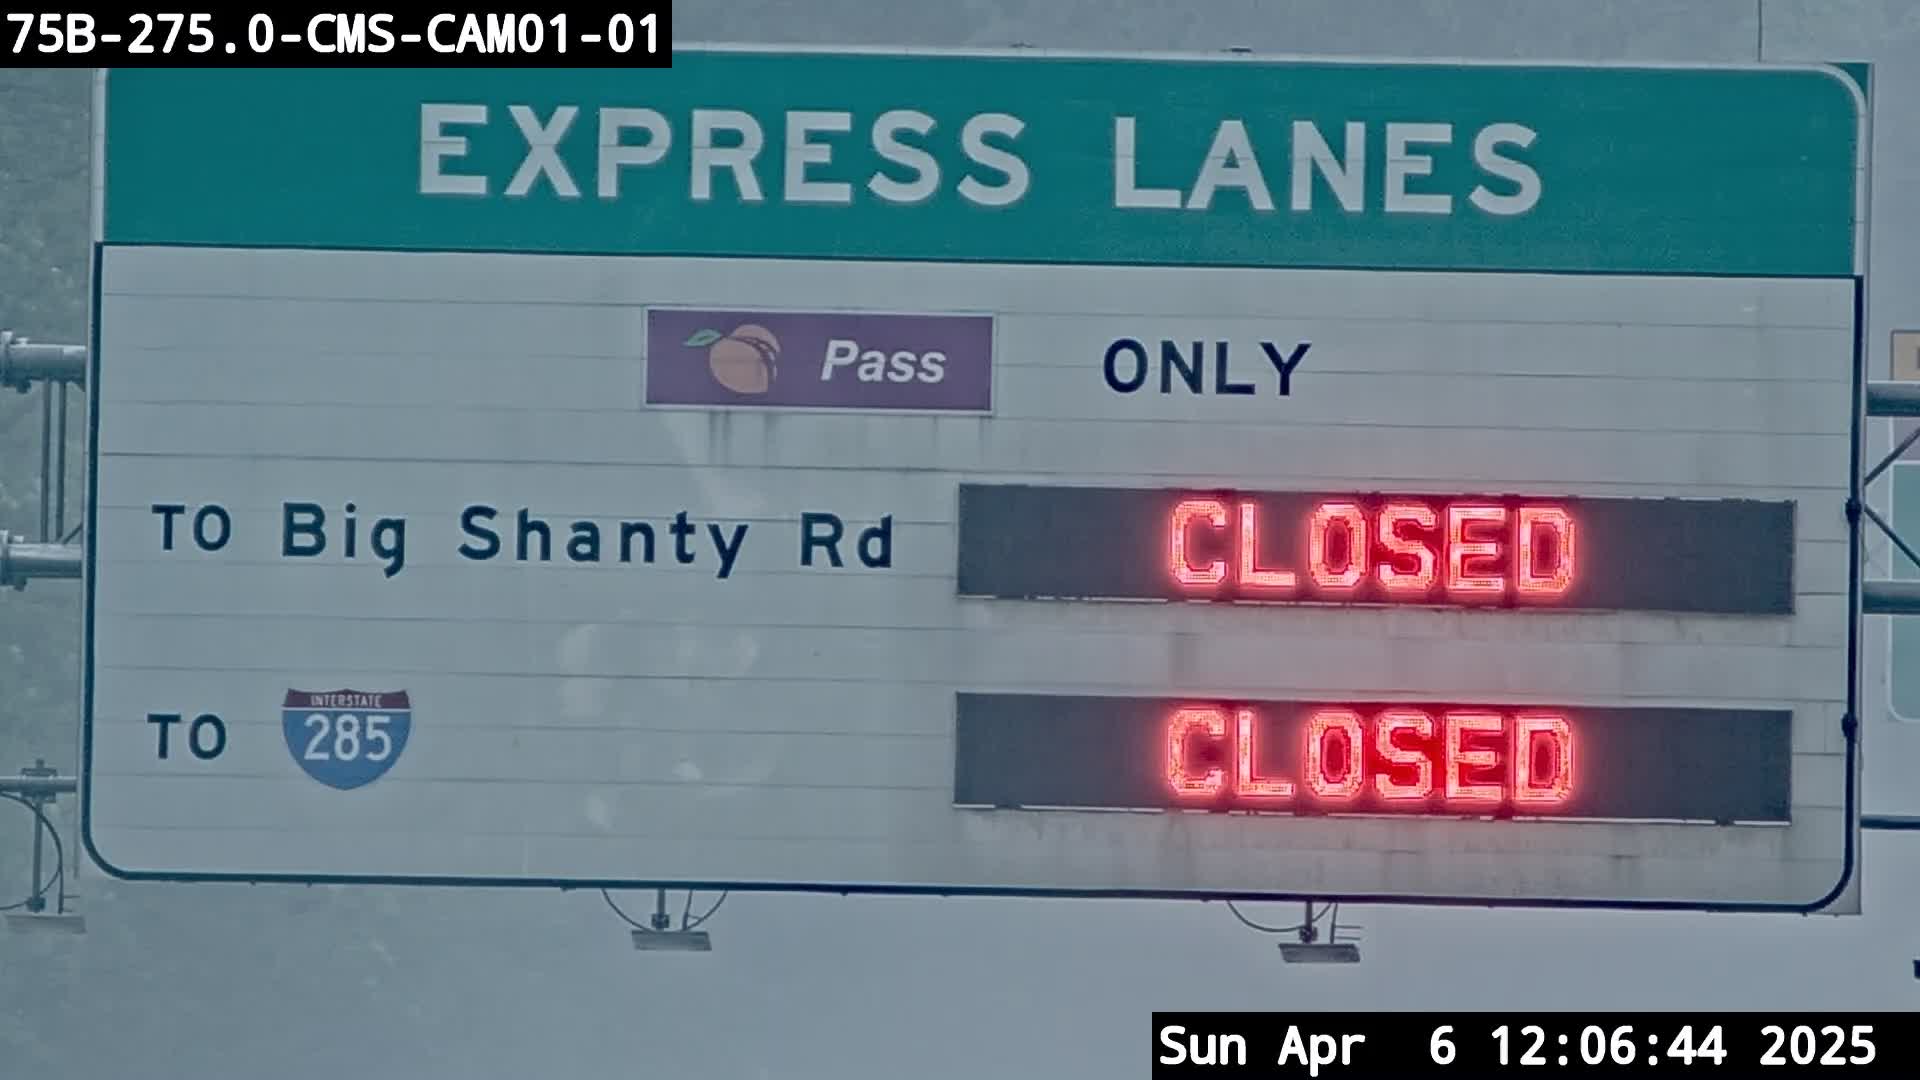 75B-275.0-CMS-CAM01-01
EXPRESS LANES
Pass ONLY
TO Big Shanty Rd CLOSED
TO INTERSTATE 285 CLOSED
Sun Apr 6 12:06:44 2025